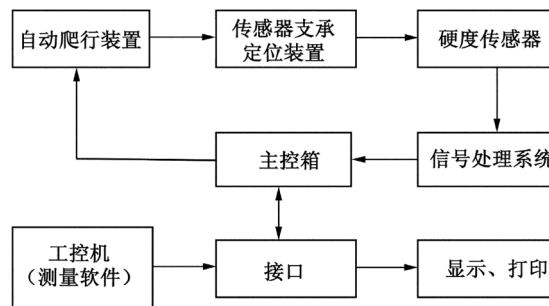 自动爬行装置
传感器支承
定位装置
硬度传感器
主控箱
信号处理系统
工控机
（测量软件）
接口
显示、打印